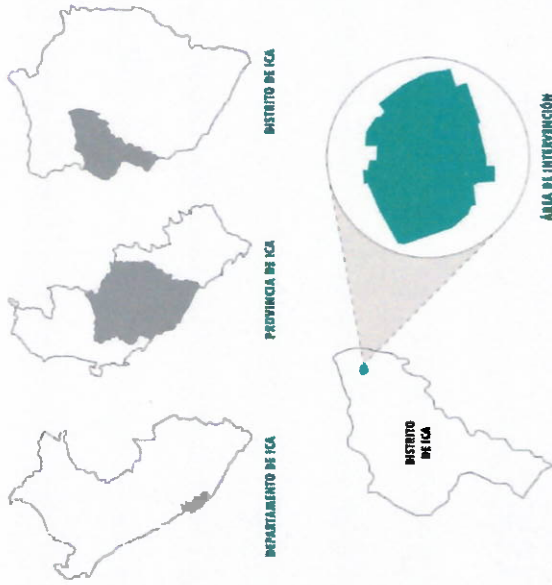 DEPARTAMENTO DE ICA
PROVINCIA DE ICA
DISTRITO DE ICA
DISTRITO
DE ICA
ÁREA DE INTERVENCIÓN